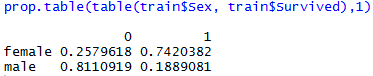 prop.table(table(train$Sex, train$Survived),1)
0 1
female 0.2579618 0.7420382
male 0.8110919 0.1889081